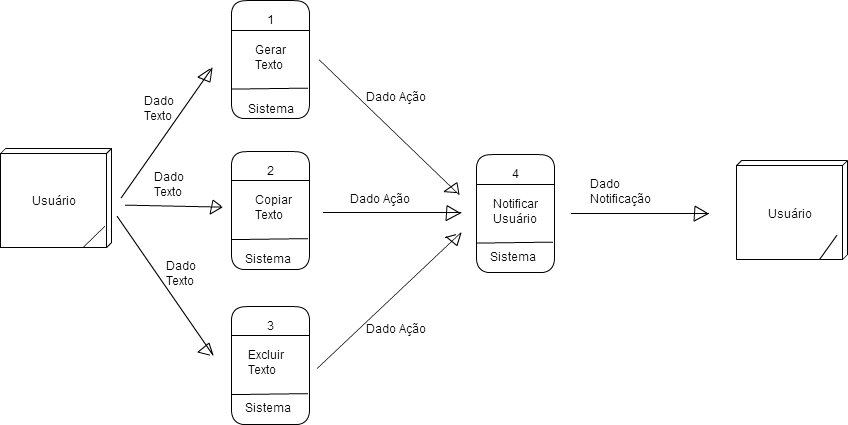 1
Gerar
Texto
Sistema
Dado
Texto
Dado Ação
Usuário
Dado
Texto
2
Copiar
Texto
Sistema
Dado Ação
4
Notificar
Usuário
Sistema
Dado
Notificação
Usuário
Dado
Texto
3
Excluir
Texto
Sistema
Dado Ação